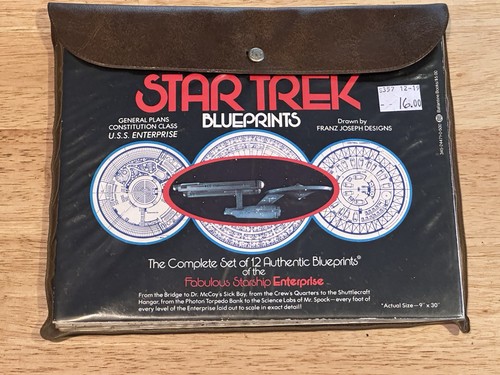 STAR TREK
BLUEPRINTS
GENERAL PLANS
CONSTITUTION CLASS
U.S.S. ENTERPRISE
Drawn by
FRANZ JOSEPH DESIGNS
16.00
The Complete Set of 12 Authentic Blueprints*
of the
Fabulous Starship Enterprise
From the Bridge to Dr. McCoy's Sick Bay, from the Crew's Quarters to the Shuttlecraft
Hangar, from the Photon Torpedo Bank to the Science Labs of Mr. Spock—every foot of
every level of the Enterprise laid out to scale in exact detail!
*Actual Size—9" x 30"